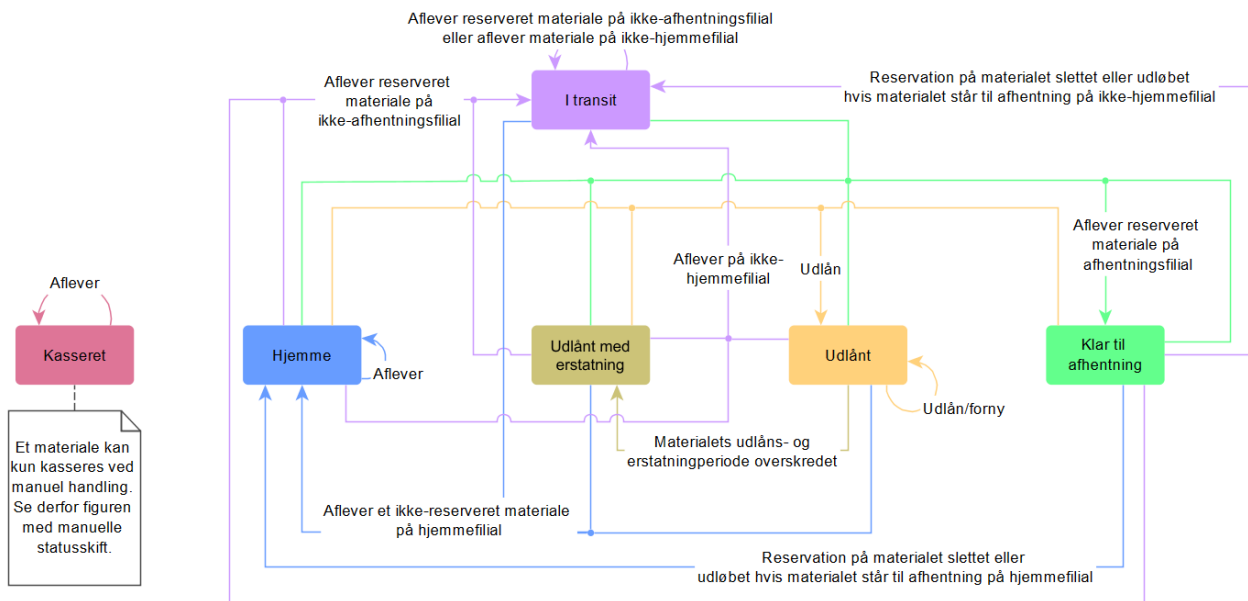 Aflever reserveret materiale på ikke-afhentningsfilial
eller aflever materiale på ikke-hjemmefilial
Aflever reserveret
materiale på
ikke-afhentningsfilial
I transit
Reservation på materialet slettet eller udløbet
hvis materialet står til afhentning på ikke-hjemmefilial
Aflever reserveret
materiale på
afhentningsfilial
Aflever på ikke-
hjemmefilial
Udlån
Aflever
Kasseret
Hjemme
Aflever
Udlånt med
erstatning
Udlånt
Klar til
afhentning
Udlån/forny
Et materiale kan
kun kasseres ved
manuel handling.
Se derfor figuren
med manuelle
statusskift.
Materialets udlåns- og
erstatningperiode overskredet
Aflever et ikke-reserveret materiale
på hjemmefilial
Reservation på materialet slettet eller
udløbet hvis materialet står til afhentning på hjemmefilial